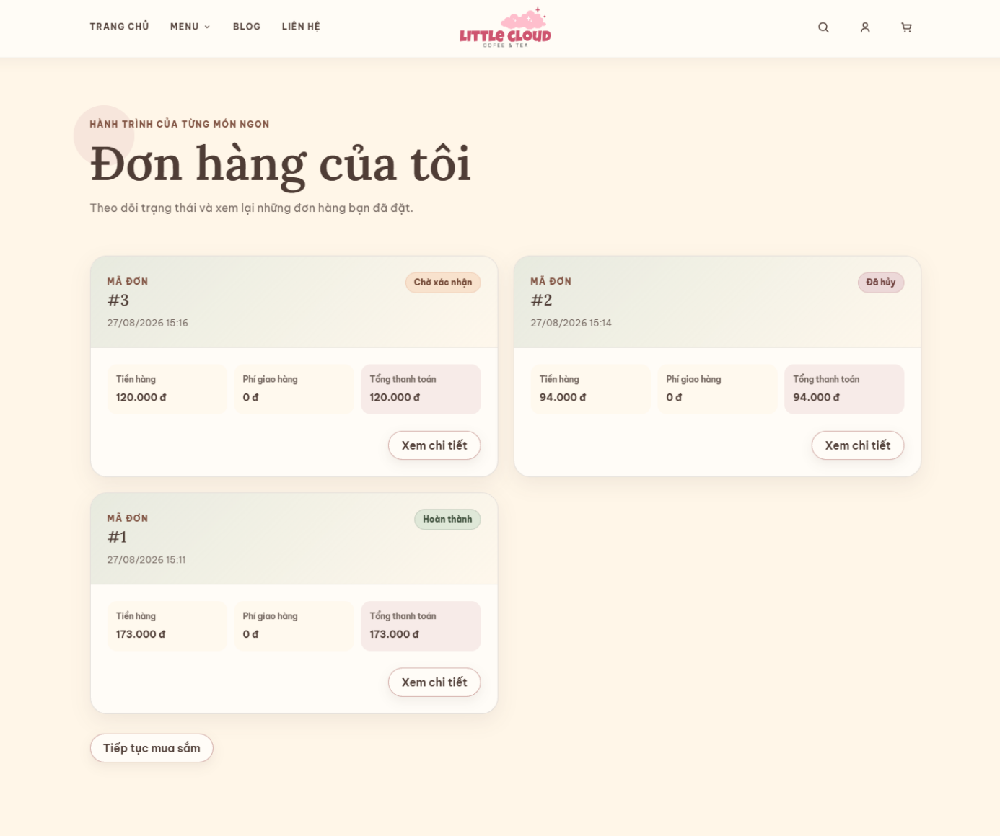 TRANG CHỦ MENU BLOG LIÊN HỆ
LITTLE CLOUD
COFEE & TEA
HÀNH TRÌNH CỦA TỪNG MÓN NGON
Đơn hàng của tôi
Theo dõi trạng thái và xem lại những đơn hàng bạn đã đặt.
MÃ ĐƠN
#3
27/08/2026 15:16
Chờ xác nhận
Tiền hàng
120.000 đ
Phí giao hàng
0 đ
Tổng thanh toán
120.000 đ
Xem chi tiết
MÃ ĐƠN
#2
27/08/2026 15:14
Đã hủy
Tiền hàng
94.000 đ
Phí giao hàng
0 đ
Tổng thanh toán
94.000 đ
Xem chi tiết
MÃ ĐƠN
#1
27/08/2026 15:11
Hoàn thành
Tiền hàng
173.000 đ
Phí giao hàng
0 đ
Tổng thanh toán
173.000 đ
Xem chi tiết
Tiếp tục mua sắm